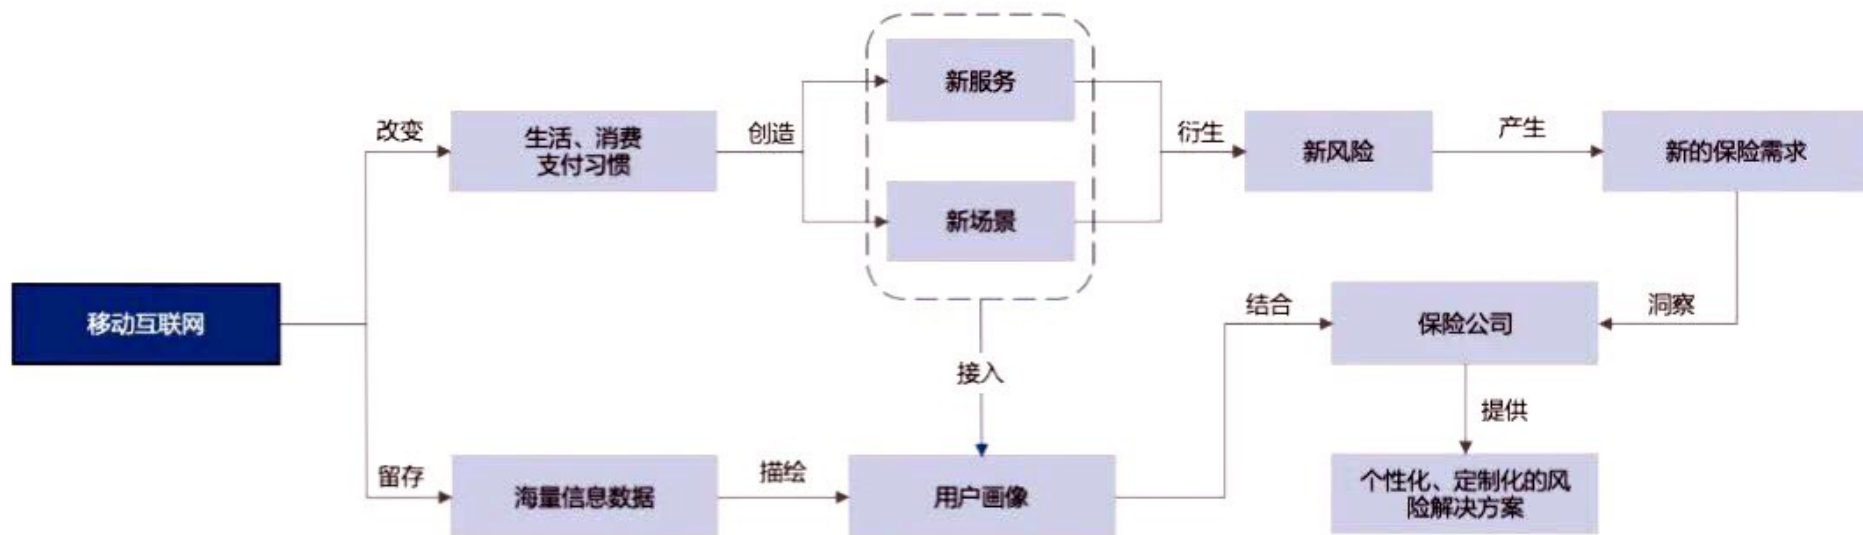 新服务
改变
生活、消费
支付习惯
创造
衍生
新风险
产生
新的保险需求
新场景
移动互联网
结合
保险公司
洞察
接入
提供
留存
海量信息数据
描绘
用户画像
个性化、定制化的风
险解决方案